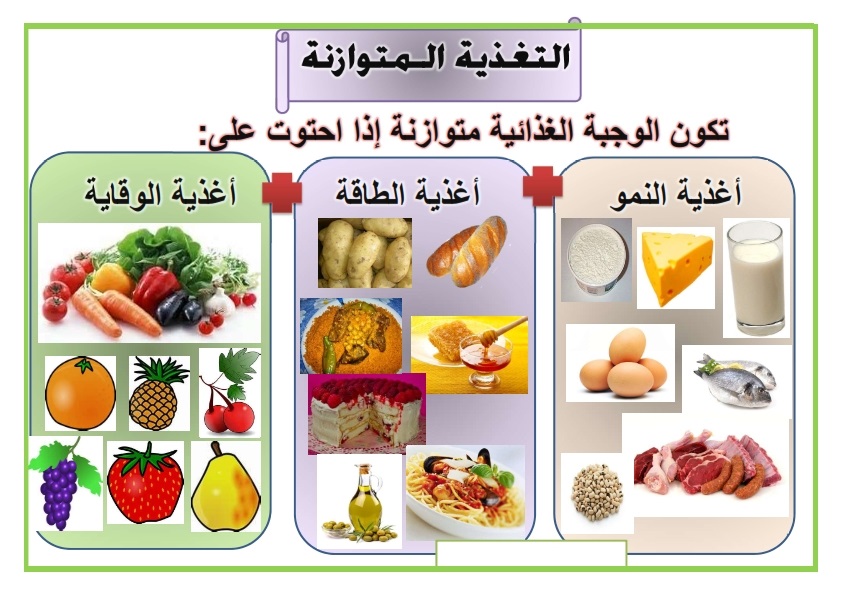 التغذية المتوازنة
تكون الوجبة الغذائية متوازنة إذا احتوت على:
أغذية النمو
أغذية الطاقة
أغذية الوقاية